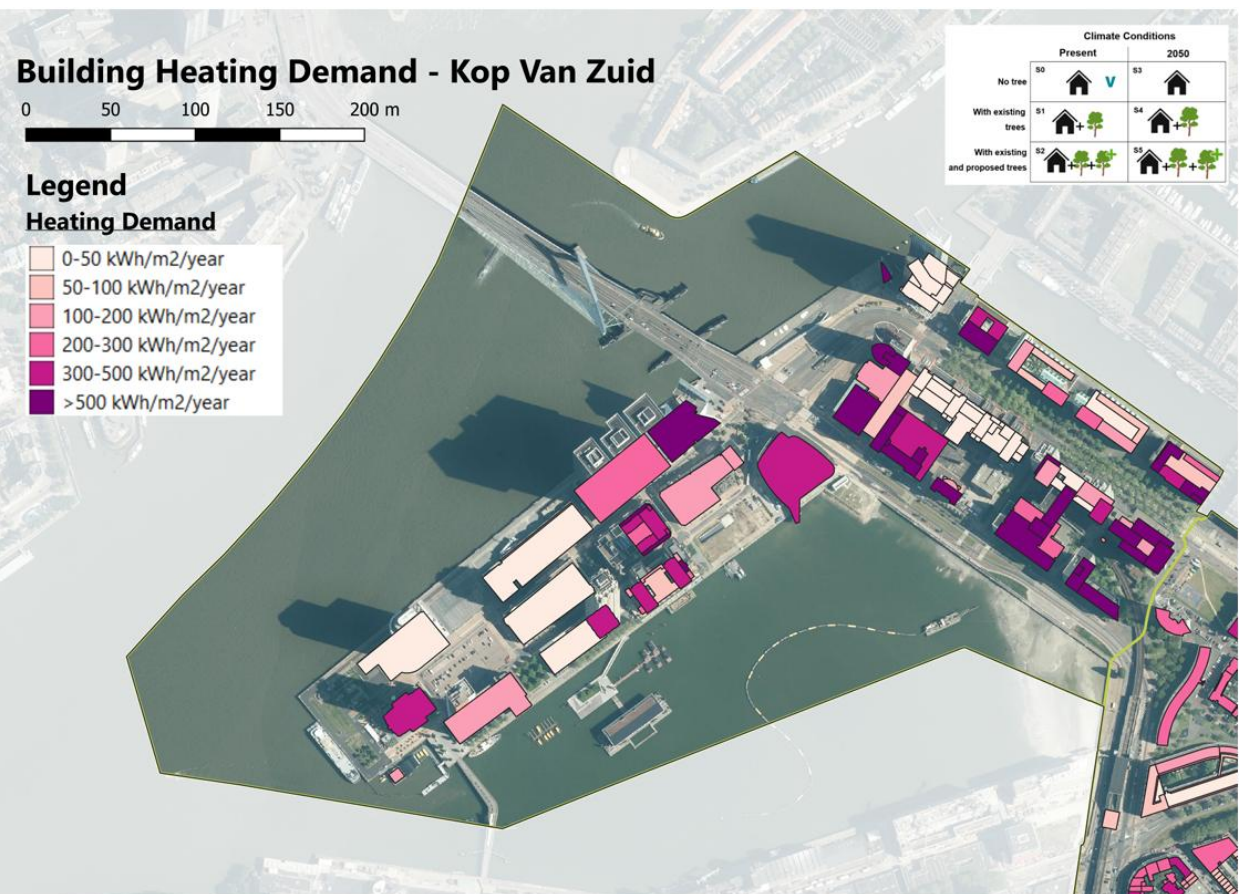 Building Heating Demand - Kop Van Zuid
0 50 100 150 200 m
Legend
Heating Demand
0-50 kWh/m2/year
50-100 kWh/m2/year
100-200 kWh/m2/year
200-300 kWh/m2/year
300-500 kWh/m2/year
>500 kWh/m2/year
Climate Conditions
Present 2050
No tree S0 V S3
With existing trees S1 + S4 +
With existing and proposed trees S2 + + + S5 + + +